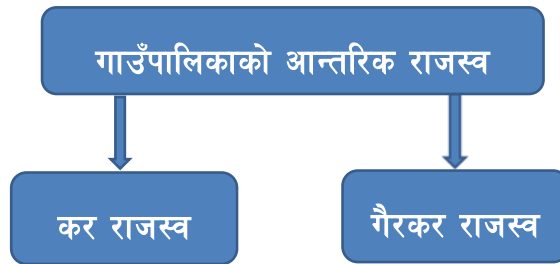 गाउँपालिकाको आन्तरिक राजस्व
कर राजस्व
गैरकर राजस्व